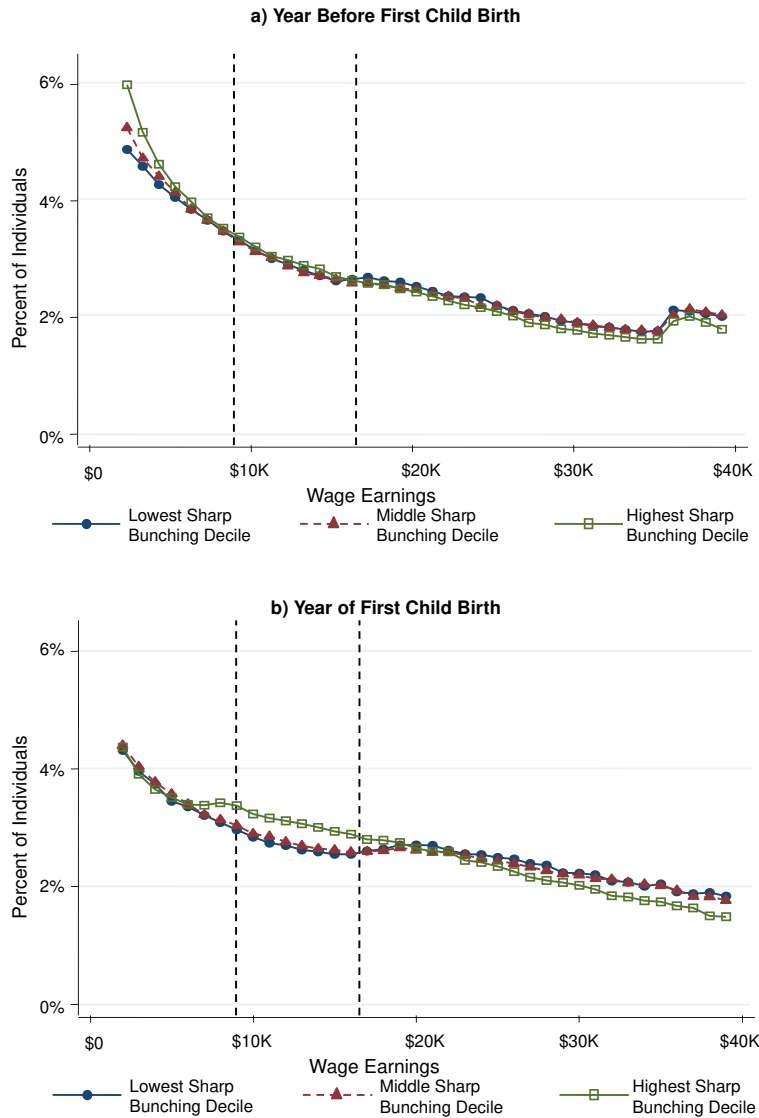 a) Year Before First Child Birth
Percent of Individuals
6%
4%
2%
0%
$0
$10K
$20K
$30K
$40K
Wage Earnings
Lowest Sharp
Bunching Decile
Middle Sharp
Bunching Decile
Highest Sharp
Bunching Decile
b) Year of First Child Birth
Percent of Individuals
6%
4%
2%
0%
$0
$10K
$20K
$30K
$40K
Wage Earnings
Lowest Sharp
Bunching Decile
Middle Sharp
Bunching Decile
Highest Sharp
Bunching Decile